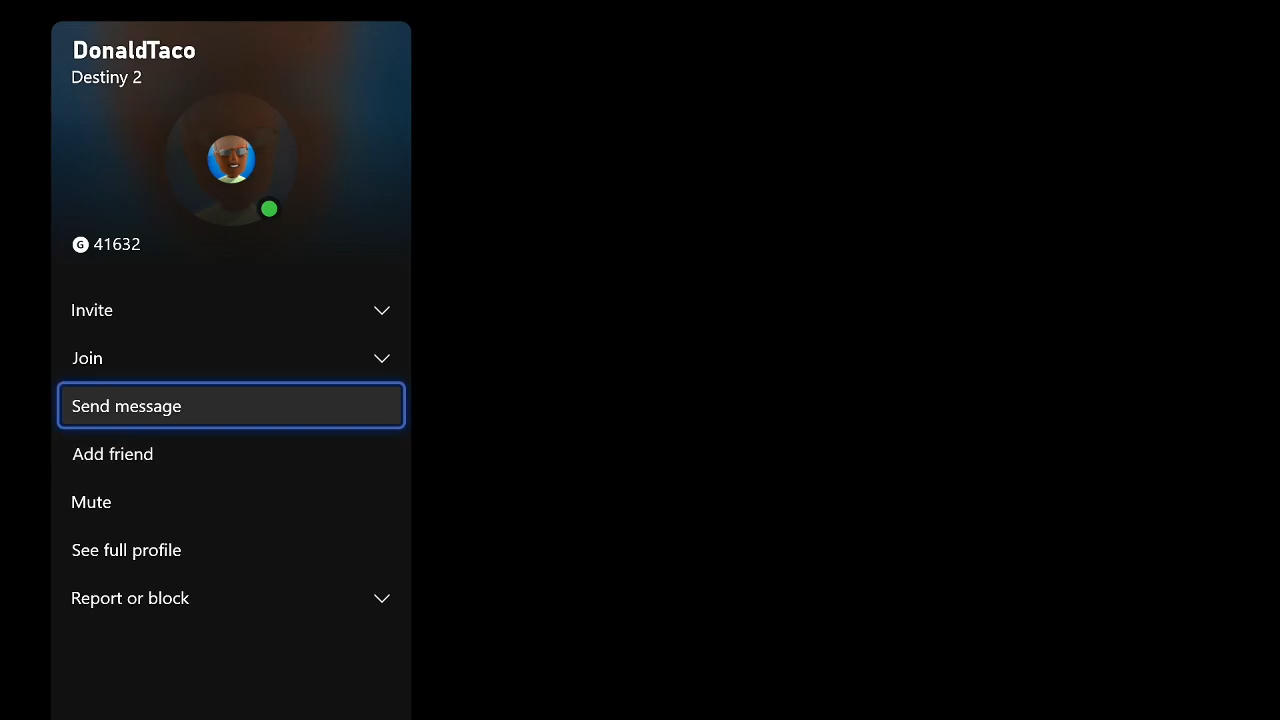 DonaldTaco
Destiny 2
G 41632
Invite
Join
Send message
Add friend
Mute
See full profile
Report or block